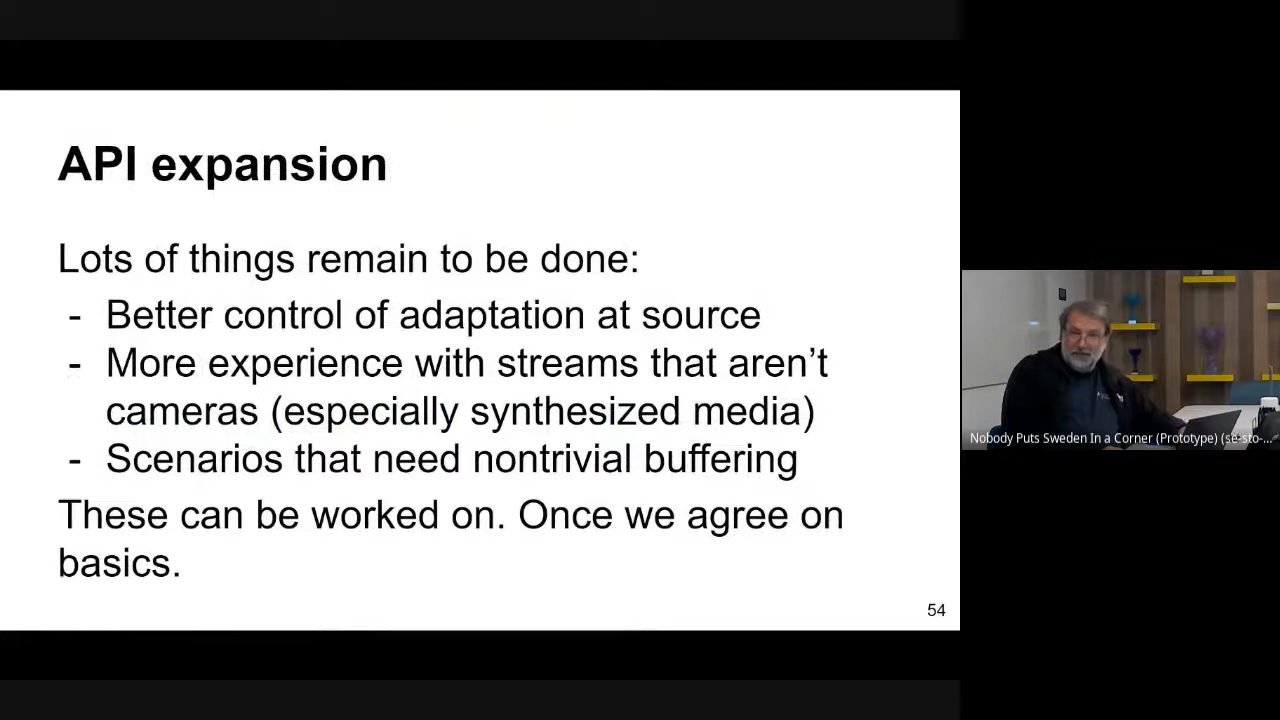 API expansion
Lots of things remain to be done:
- Better control of adaptation at source
- More experience with streams that aren’t
cameras (especially synthesized media)
- Scenarios that need nontrivial buffering
These can be worked on. Once we agree on
basics.
54
Nobody Puts Sweden In a Corner (Prototype) (se-sto-...